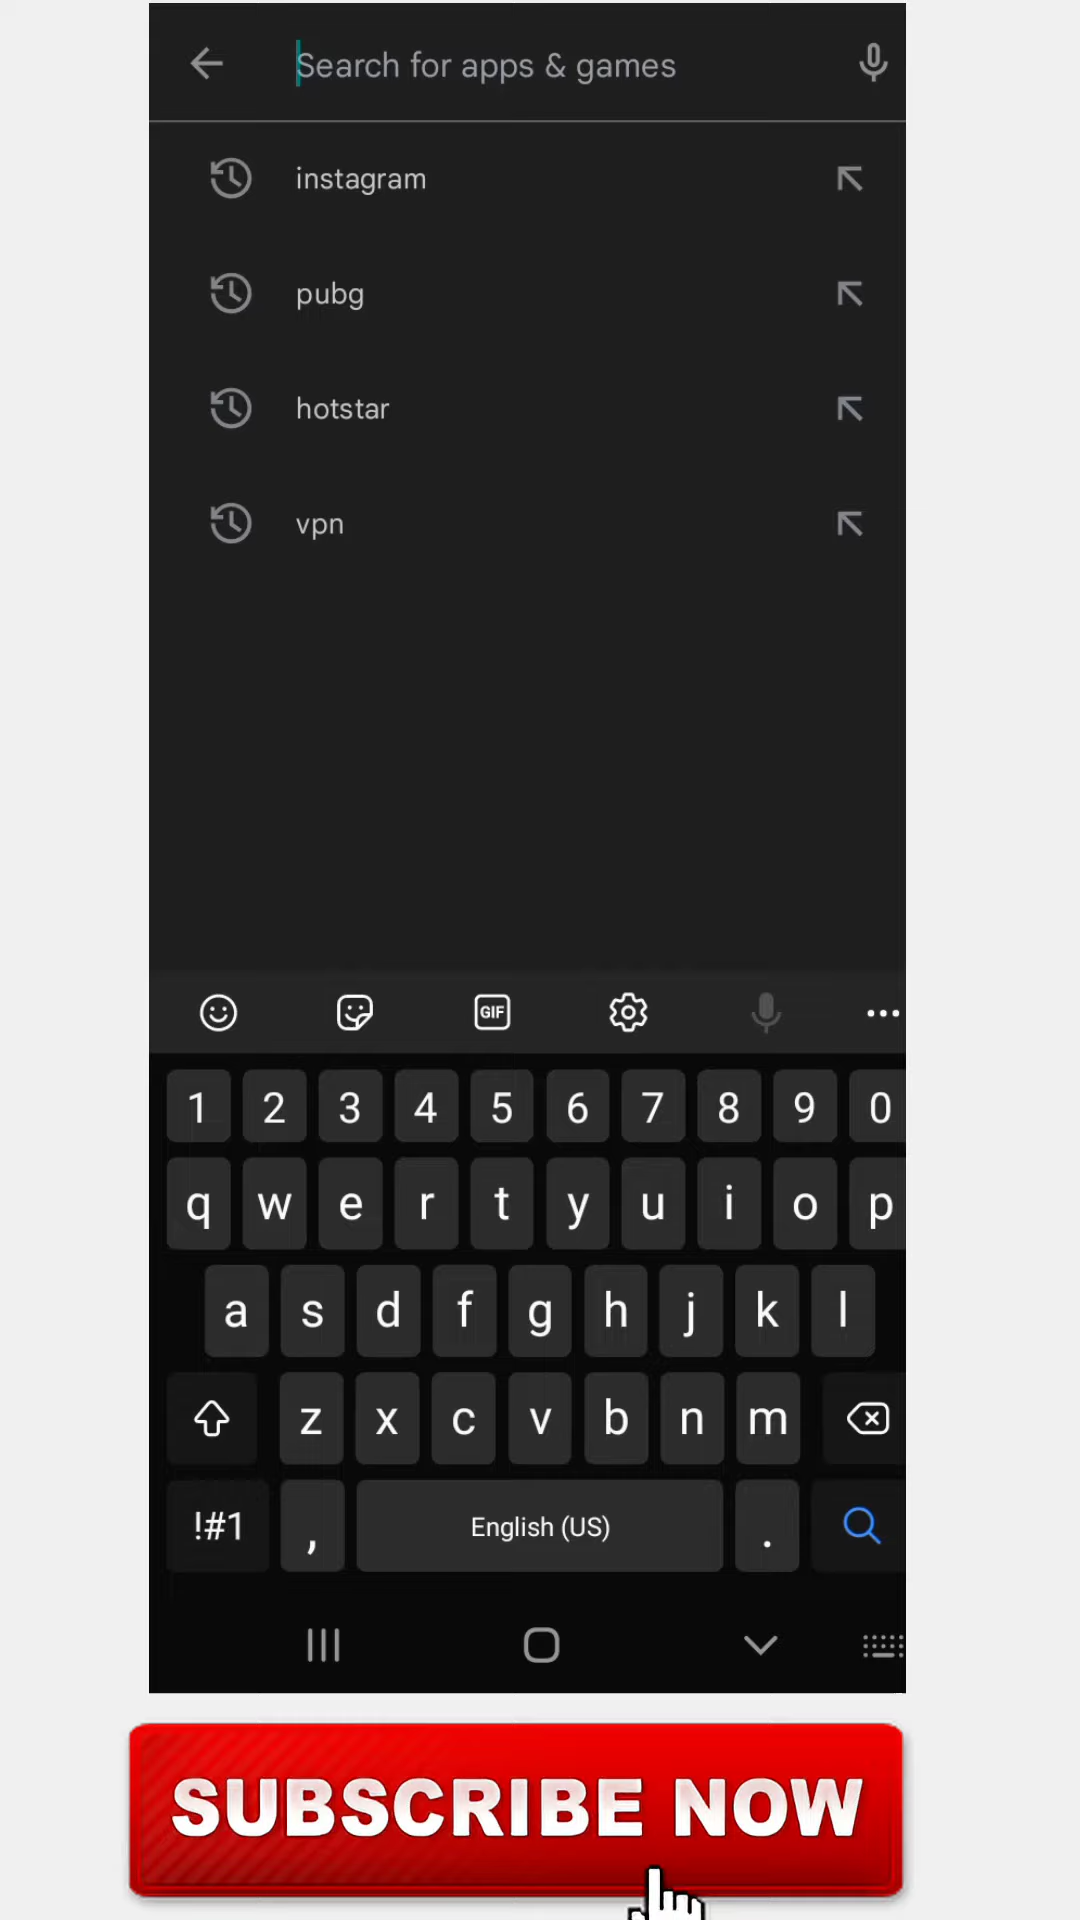 Search for apps & games
instagram
pubg
hotstar
vpn
GIF
1 2 3 4 5 6 7 8 9 0
q w e r t y u i o p
a s d f g h j k l
z x c v b n m
!#1 , English (US) .
SUBSCRIBE NOW